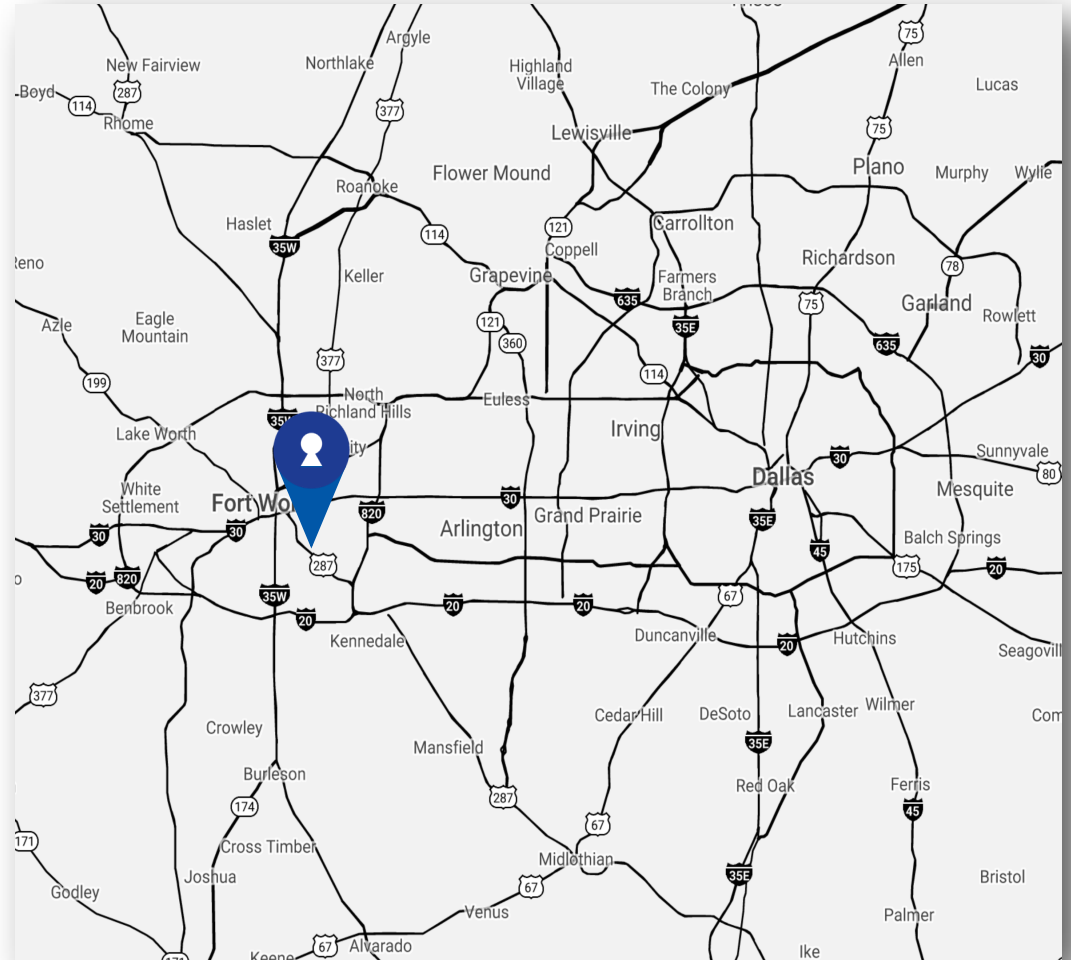 Argyle
75
New Fairview
Northlake
Allen
Highland
Village
287
Boyd
114
The Colony
Lucas
377
Rhome
75
Lewisville
Plano
Flower Mound
Murphy
Wylie
Roanoke
Haslet
121
Carrollton
114
35W
Coppell
Richardson
Keller
Grapevine
Farmers
Branch
78
635
75
Garland
Azle
Eagle
Mountain
121
35E
Rowlett
360
635
377
30
199
114
North
Richland Hills
Euless
35W
Irving
Lake Worth
Sunnyvale
30
Dallas
80
White
Settlement
Fort Wo
30
Mesquite
820
Grand Prairie
35E
30
30
Arlington
Balch Springs
45
287
175
20
20
820
35W
67
Benbrook
20
20
20
Kennedale
Duncanville
20
Hutchins
Seagovill
377
Crowley
Cedar Hill
DeSoto
Lancaster
Wilmer
Mansfield
35E
Burleson
Red Oak
Ferris
174
287
45
67
171
Cross Timber
Midlothian
Joshua
35E
Bristol
Godley
67
Venus
Palmer
67
Alvarado
Ike
Keene
171